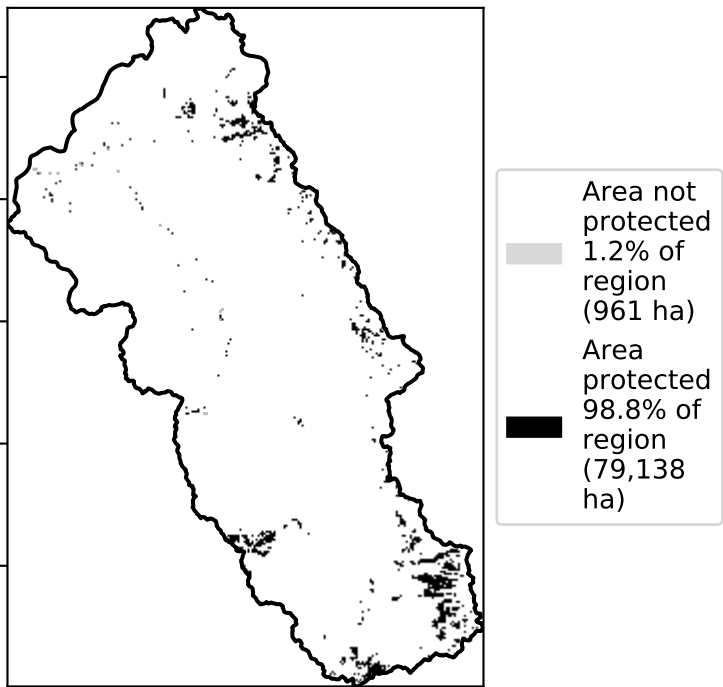 Area not
protected
1.2% of
region
(961 ha)
Area
protected
98.8% of
region
(79,138
ha)